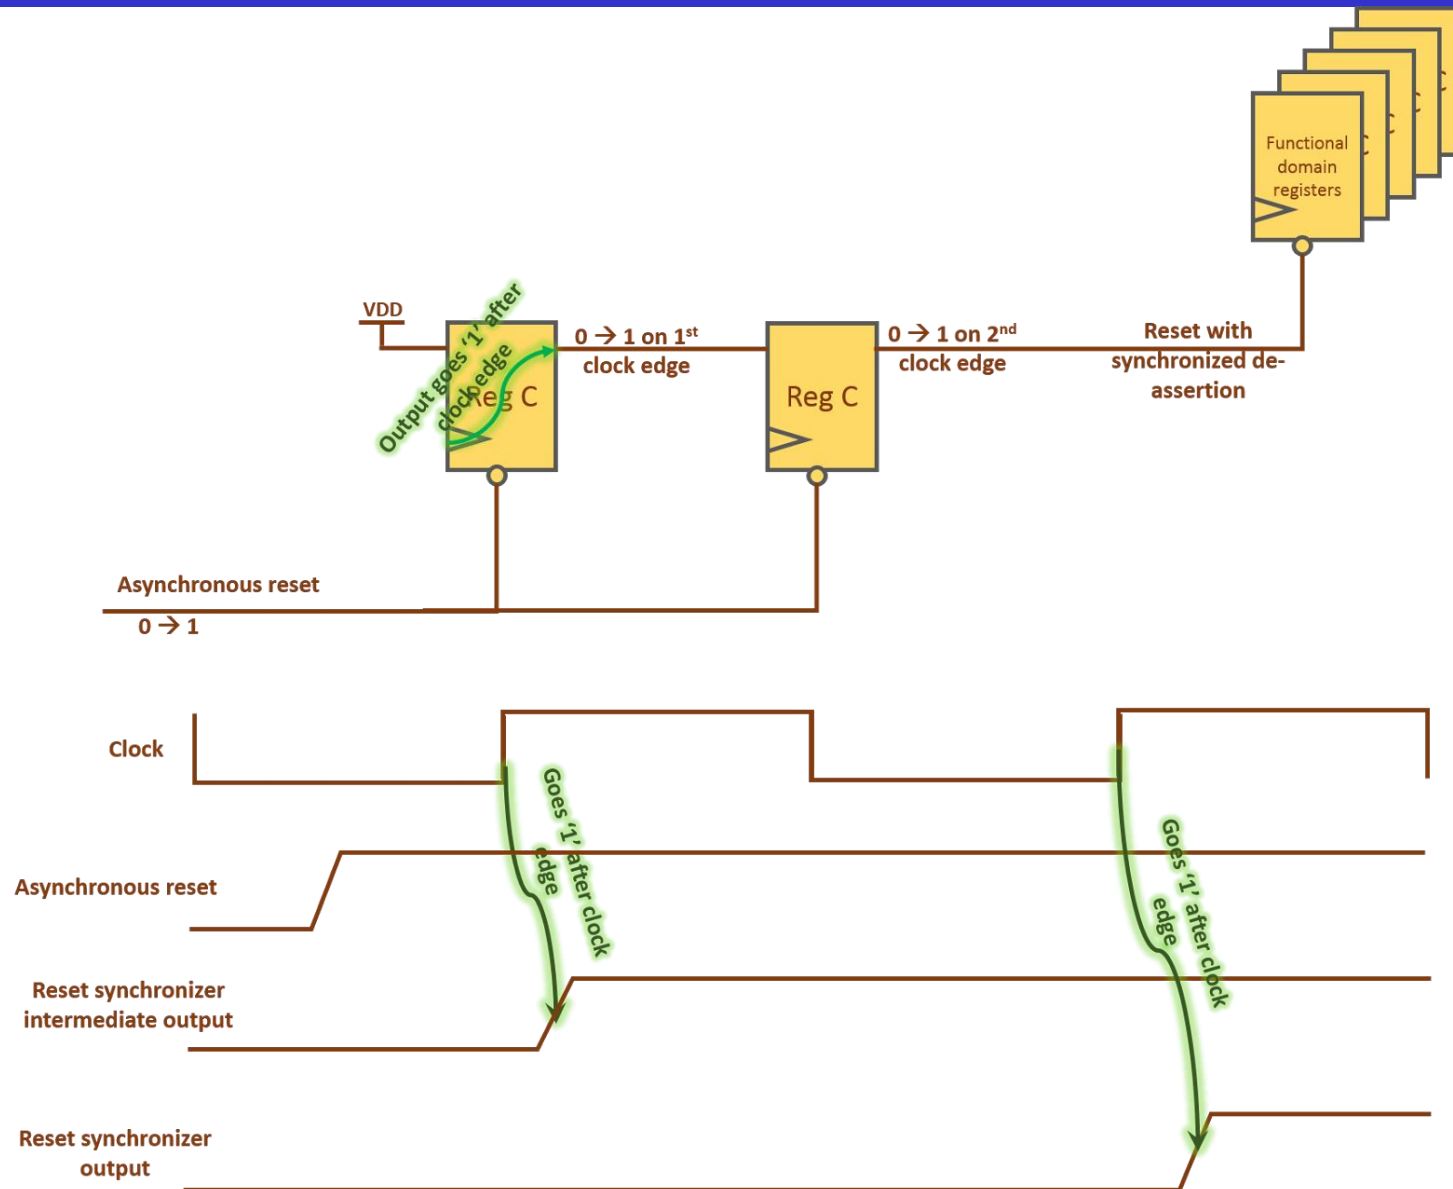 C
C
C
C
Functional
domain
registers
VDD
Output goes ‘1’ after
clock edge
Reg C
0 → 1 on 1st
clock edge
Reg C
0 → 1 on 2nd
clock edge
Reset with
synchronized de-
assertion
Asynchronous reset
0 → 1
Clock
Goes ‘1’ after clock
edge
Goes ‘1’ after clock
edge
Asynchronous reset
Reset synchronizer
intermediate output
Reset synchronizer
output